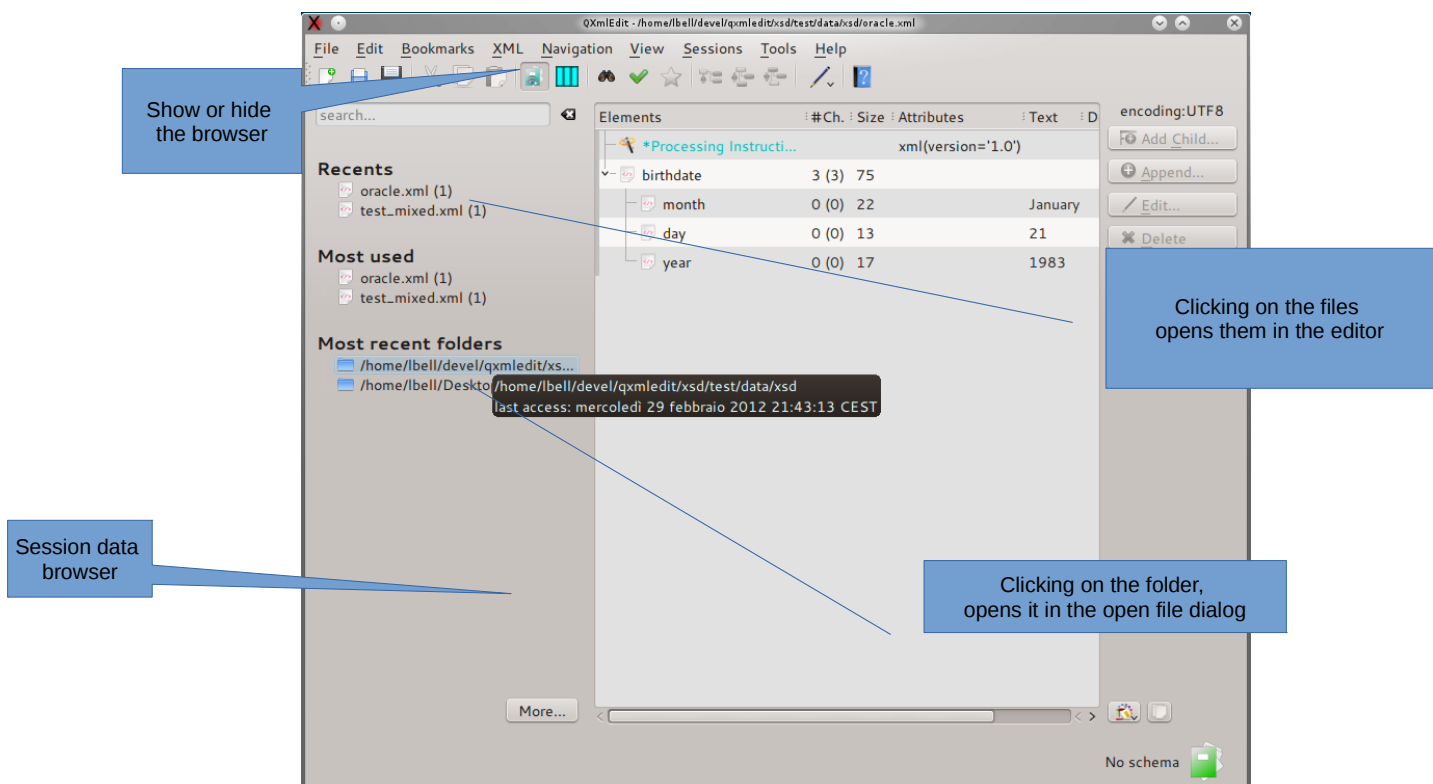 QXmlEdit - /home/lbell/devel/qxmledit/xsd/test/data/xsd/oracle.xml
File Edit Bookmarks XML Navigation View Sessions Tools Help
Show or hide
the browser
search...
Recents
oracle.xml (1)
test_mixed.xml (1)
Most used
oracle.xml (1)
test_mixed.xml (1)
Most recent folders
/home/lbell/devel/qxmledit/xs...
/home/lbell/Deskto
/home/lbell/devel/qxmledit/xsd/test/data/xsd
last access: mercoledì 29 febbraio 2012 21:43:13 CEST
More...
Elements #Ch. Size Attributes Text D
*Processing Instructi... xml(version='1.0')
birthdate 3 (3) 75
month 0 (0) 22 January
day 0 (0) 13 21
year 0 (0) 17 1983
encoding:UTF8
Add Child...
Append...
Edit...
Delete
Clicking on the files
opens them in the editor
Session data
browser
Clicking on the folder,
opens it in the open file dialog
No schema